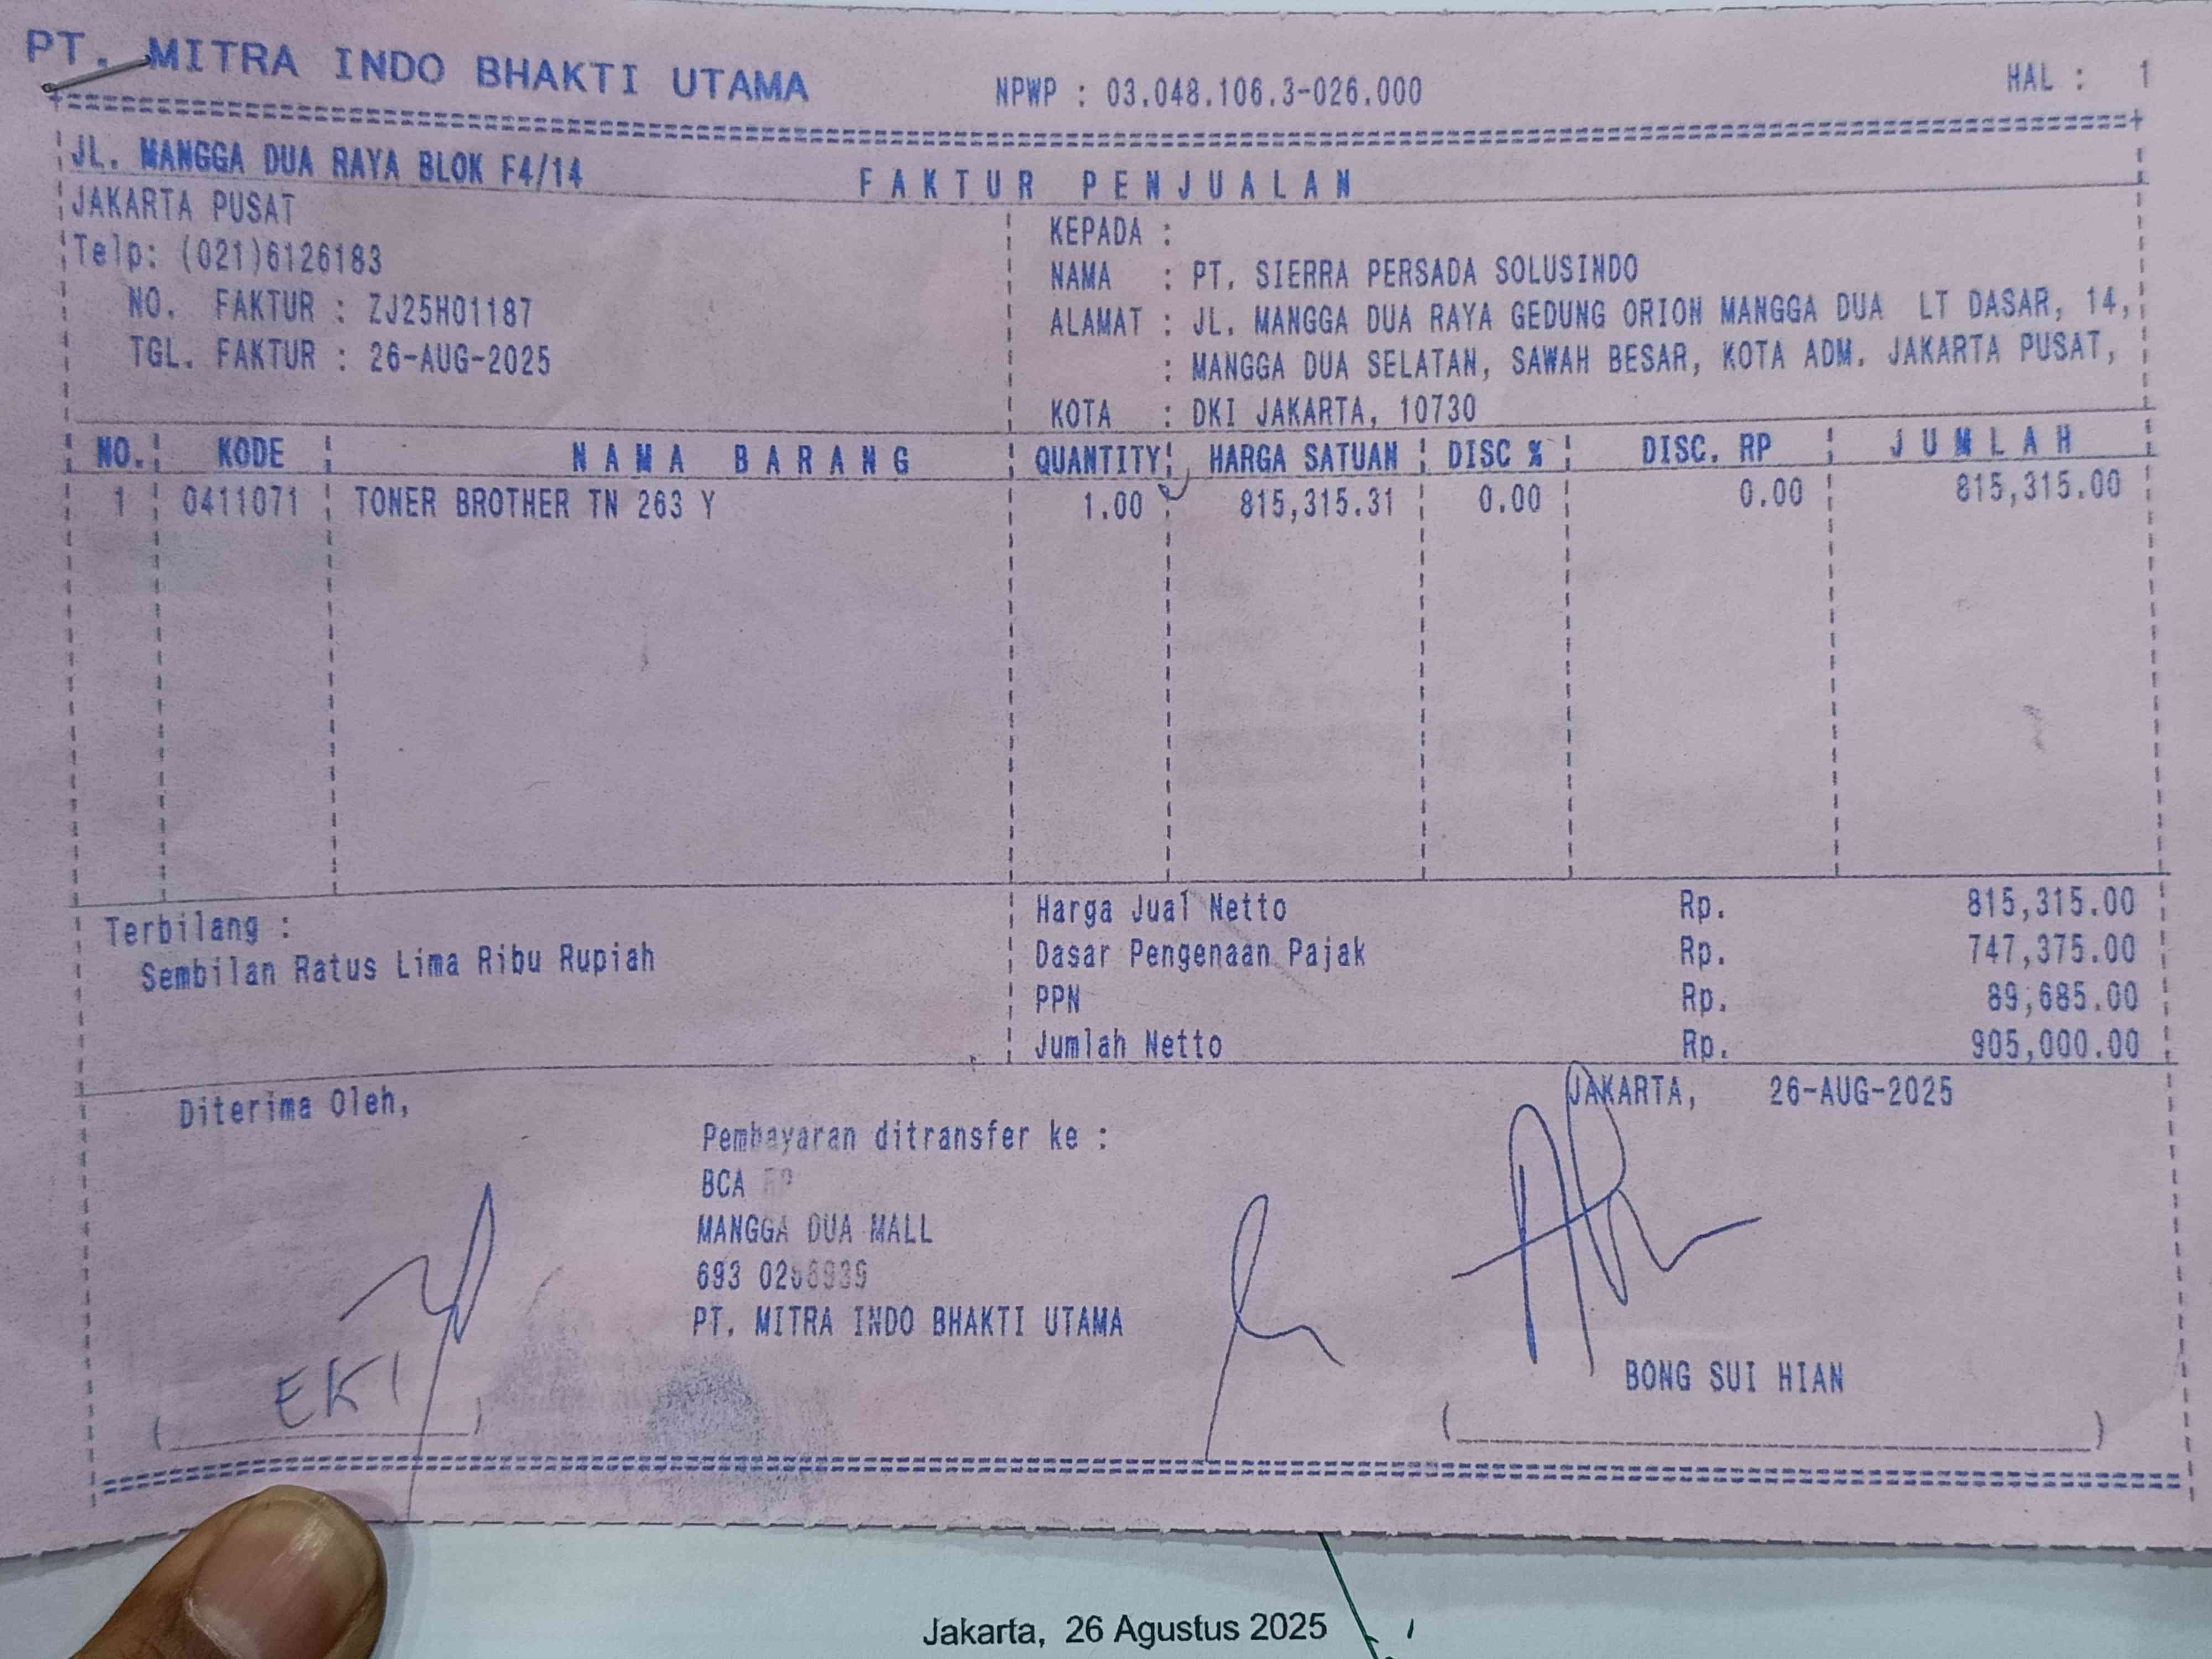 PT. MITRA INDO BHAKTI UTAMA
NPWP : 03.048.106.3-026.000
HAL : 1
JL. MANGGA DUA RAYA BLOK F4/14
FAKTUR PENJUALAN
JAKARTA PUSAT
Telp: (021)6126183
NO. FAKTUR : ZJ25H01187
TGL. FAKTUR : 26-AUG-2025
KEPADA :
NAMA : PT. SIERRA PERSADA SOLUSINDO
ALAMAT : JL. MANGGA DUA RAYA GEDUNG ORION MANGGA DUA LT DASAR, 14,
: MANGGA DUA SELATAN, SAWAH BESAR, KOTA ADM. JAKARTA PUSAT,
KOTA : DKI JAKARTA, 10730
NO. KODE NAMA BARANG QUANTITY HARGA SATUAN DISC % DISC. RP JUMLAH
1 0411071 TONER BROTHER TN 263 Y 1.00 815,315.31 0.00 0.00 815,315.00
Terbilang :
Sembilan Ratus Lima Ribu Rupiah
Harga Jual Netto Rp. 815,315.00
Dasar Pengenaan Pajak Rp. 747,375.00
PPN Rp. 89,685.00
Jumlah Netto Rp. 905,000.00
Diterima Oleh,
EKI
Pembayaran ditransfer ke :
BCA
MANGGA DUA MALL
693
PT. MITRA INDO BHAKTI UTAMA
JAKARTA, 26-AUG-2025
BONG SUI HIAN
Jakarta, 26 Agustus 2025